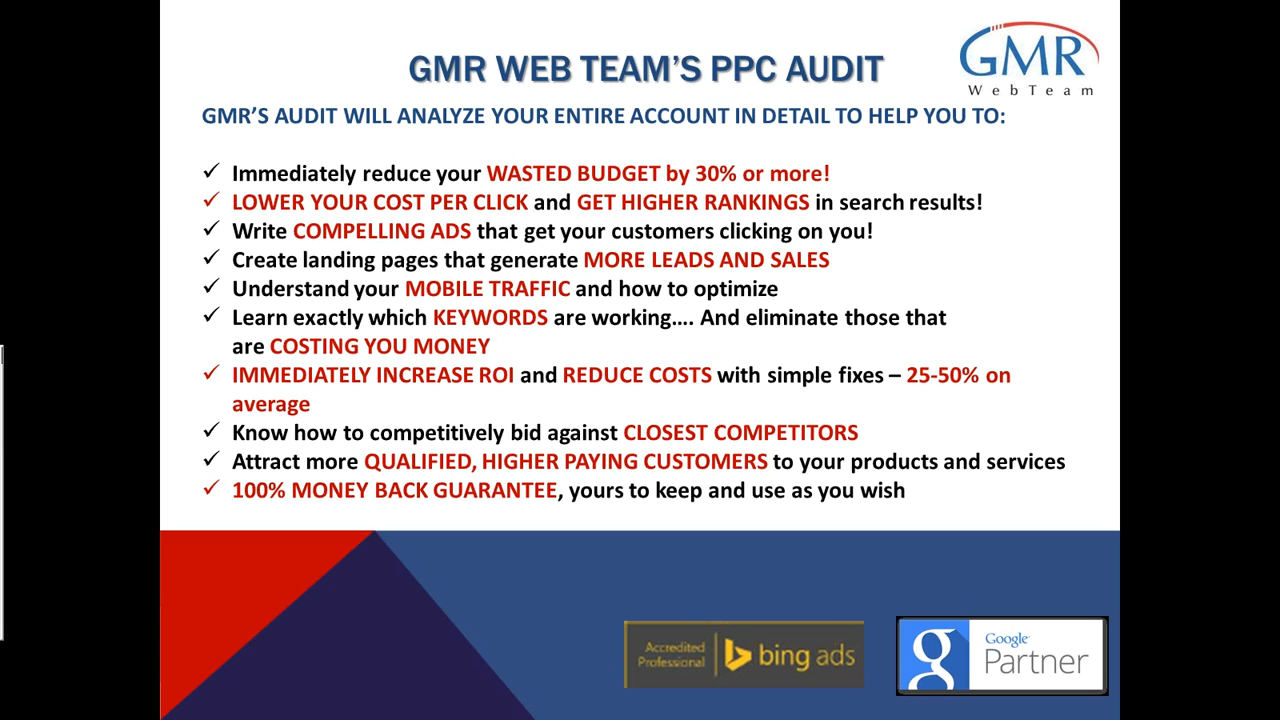 GMR WEB TEAM'S PPC AUDIT
GMR
WebTeam
GMR'S AUDIT WILL ANALYZE YOUR ENTIRE ACCOUNT IN DETAIL TO HELP YOU TO:
✓ Immediately reduce your WASTED BUDGET by 30% or more!
✓ LOWER YOUR COST PER CLICK and GET HIGHER RANKINGS in search results!
✓ Write COMPELLING ADS that get your customers clicking on you!
✓ Create landing pages that generate MORE LEADS AND SALES
✓ Understand your MOBILE TRAFFIC and how to optimize
✓ Learn exactly which KEYWORDS are working.... And eliminate those that
are COSTING YOU MONEY
✓ IMMEDIATELY INCREASE ROI and REDUCE COSTS with simple fixes – 25-50% on
average
✓ Know how to competitively bid against CLOSEST COMPETITORS
✓ Attract more QUALIFIED, HIGHER PAYING CUSTOMERS to your products and services
✓ 100% MONEY BACK GUARANTEE, yours to keep and use as you wish
Accredited
Professional
bing ads
g
Google
Partner